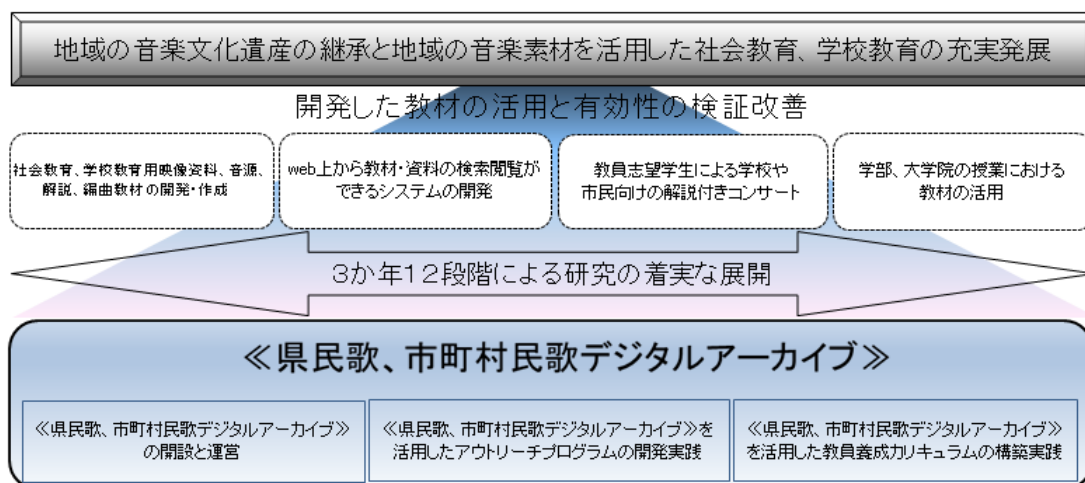 地域の音楽文化遺産の継承と地域の音楽素材を活用した社会教育、学校教育の充実発展
開発した教材の活用と有効性の検証改善
社会教育、学校教育用映像資料、音源、
解説、編曲教材の開発・作成
web上から教材・資料の検索閲覧が
できるシステムの開発
教員志望学生による学校や
市民向けの解説付きコンサート
学部、大学院の授業における
教材の活用
3か年12段階による研究の着実な展開
≪県民歌、市町村民歌デジタルアーカイブ≫
≪県民歌、市町村民歌デジタルアーカイブ≫
の開設と運営
≪県民歌、市町村民歌デジタルアーカイブ≫を
活用したアウトリーチプログラムの開発実践
≪県民歌、市町村民歌デジタルアーカイブ≫
を活用した教員養成カリキュラムの構築実践